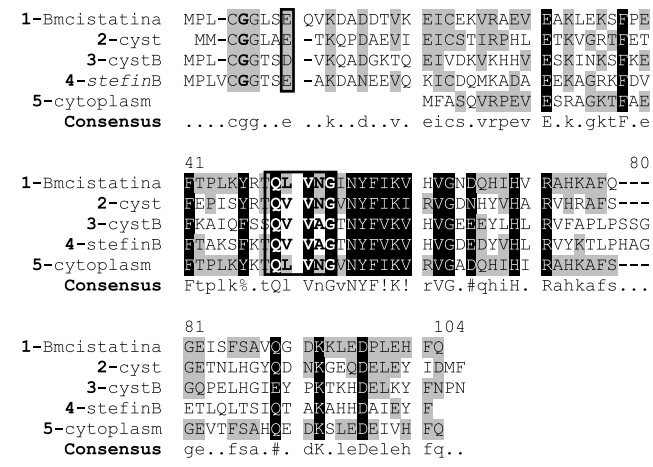 1-Bmcistatina MPL-CGGLSE QVKDADDTVK EICEKVRAEV EAKLEKSFPE
2-cyst MM-CGGLAE -TKQPDAEVI EICSTIRPHL ETKVGRTFET
3-cystB MPL-CGGTSD -VKQADGKTQ EIVDKVKHHV ESKINKSFKE
4-stefinB MPLVCGGTSE -AKDANEEVQ KICDQMKADA EEKAGRKFDV
5-cytoplasm MFASQVRPEV ESRAGKTFAE
Consensus ....cgg..e ..k..d..v. eics.vrpev E.k.gktF.e
41 80
1-Bmcistatina FTPLKYRTQL VNGINYFIKV HVGNDQHIHV RAHKAFQ---
2-cyst FEPISYRTQV VNGVNYFIKI RVGDNHYVHA RVHRAFS---
3-cystB FKAIQFSSQV VAGTNYFVKV HVGEEEYLHL RVFAPLPSSG
4-stefinB FTAKSFKTQV VAGTNYFIKV HVGDEDYVHL RVYKTLPHAG
5-cytoplasm FTPLKYKTQL VNGVNYFIKV RVGADQHIHI RAHKAFS---
Consensus Ftplk%.tQl VnGvNYF!K! rVG.#qhiH. Rahkafs...
81 104
1-Bmcistatina GEISFSAVQG DKKLEDPLEH FQ
2-cyst GETNLHGYQD NKGEQDELEY IDMF
3-cystB GQPELHGIEY PKTKHDELKY FNPN
4-stefinB ETLQLTSIQT AKAHHDAIEY F
5-cytoplasm GEVTFSAHQE DKSLEDEIVH FQ
Consensus ge..fsa.#. dK.leDeleh fq..